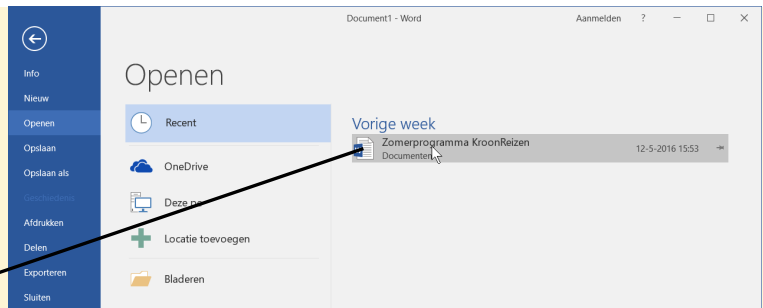 Document1 - Word
Aanmelden ?
Info
Nieuw
Openen
Opslaan
Opslaan als
Geschiedenis
Afdrukken
Delen
Exporteren
Sluiten
Openen
Recent
OneDrive
Deze pc
Locatie toevoegen
Bladeren
Vorige week
Zomerprogramma KroonReizen
Documenten
12-5-2016 15:53